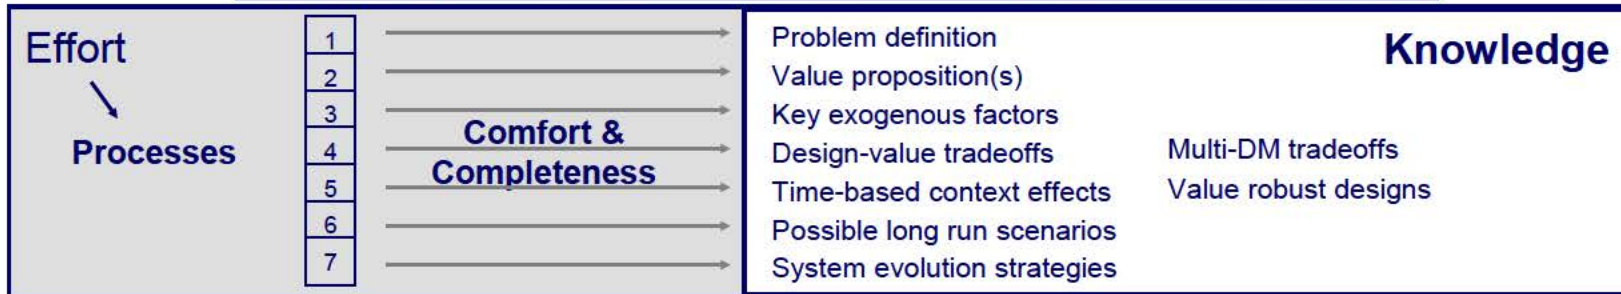 Effort
Processes
1
2
3
4
5
6
7
Comfort &
Completeness
Knowledge
Problem definition
Value proposition(s)
Key exogenous factors
Design-value tradeoffs
Time-based context effects
Possible long run scenarios
System evolution strategies
Multi-DM tradeoffs
Value robust designs